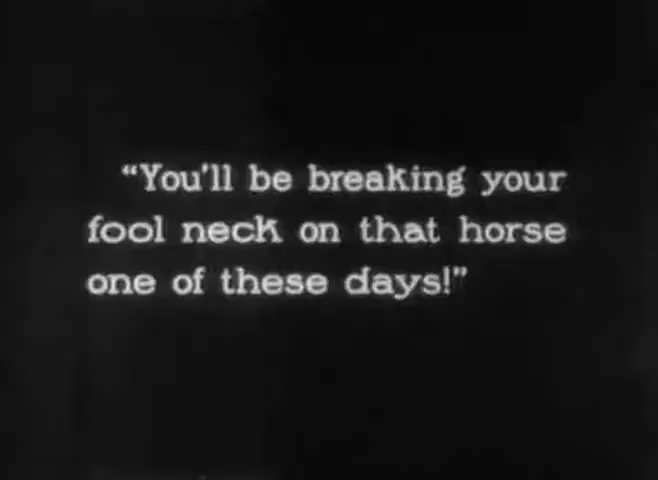 “You'll be breaking your
fool neck on that horse
one of these days!”